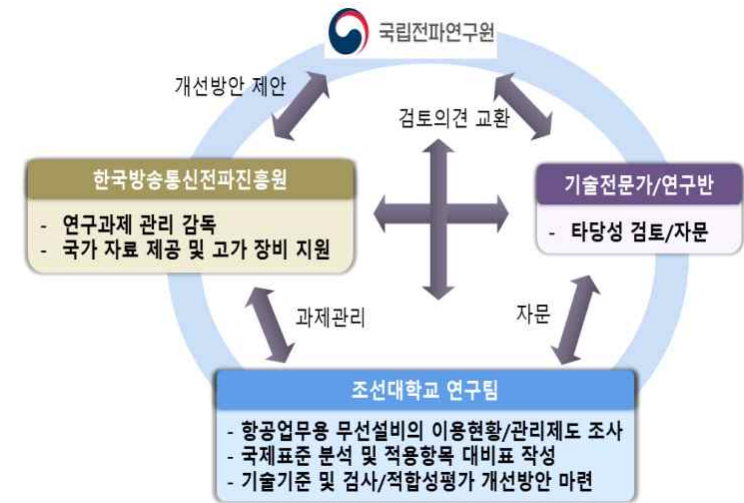 국립전파연구원
개선방안 제안
검토의견 교환
한국방송통신전파진흥원
- 연구과제 관리 감독
- 국가 자료 제공 및 고가 장비 지원
기술전문가/연구반
- 타당성 검토/자문
과제관리
자문
조선대학교 연구팀
- 항공업무용 무선설비의 이용현황/관리제도 조사
- 국제표준 분석 및 적용항목 대비표 작성
- 기술기준 및 검사/적합성평가 개선방안 마련